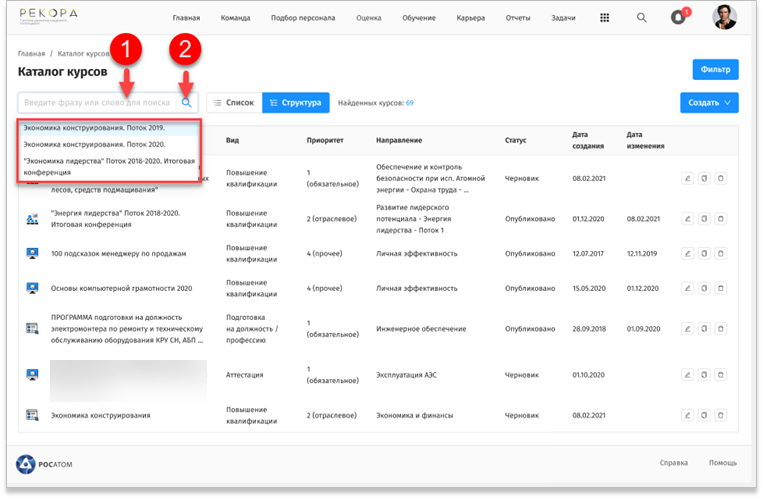 РЕКОРА
Главная Команда Подбор персонала Оценка Обучение Карьера Отчеты Задачи 1
Главная / Каталог курсов
1 2
Каталог курсов Фильтр
Введите фразу или слово для поиска Список Структура Найденных курсов: 69 Создать
Экономика конструирования. Поток 2019.
Экономика конструирования. Поток 2020.
"Экономика лидерства" Поток 2018-2020. Итоговая
конференция
Вид Приоритет Направление Статус Дата создания Дата изменения
лесов, средств подмащивания" Повышение квалификации 1 (обязательное) Обеспечение и контроль безопасности при исп. Атомной энергии - Охрана труда - ... Черновик 08.02.2021
"Энергия лидерства" Поток 2018-2020. Итоговая конференция 2 (отраслевое) Развитие лидерского потенциала - Энергия лидерства - Поток 1 Опубликовано 01.12.2020 08.02.2021
100 подсказок менеджеру по продажам Повышение квалификации 4 (прочее) Личная эффективность Опубликовано 12.07.2017 12.11.2019
Основы компьютерной грамотности 2020 Повышение квалификации 4 (прочее) Личная эффективность Опубликовано 15.05.2020 01.12.2020
ПРОГРАММА подготовки на должность электромонтера по ремонту и техническому обслуживанию оборудования КРУ СН, АБП ... Подготовка на должность / профессию 1 (обязательное) Инженерное обеспечение Опубликовано 28.09.2018 01.09.2020
Аттестация 1 (обязательное) Эксплуатация АЭС Черновик 01.10.2020
Экономика конструирования Повышение квалификации 2 (отраслевое) Экономика и финансы Черновик 08.02.2021
РОСАТОМ Справка Помощь